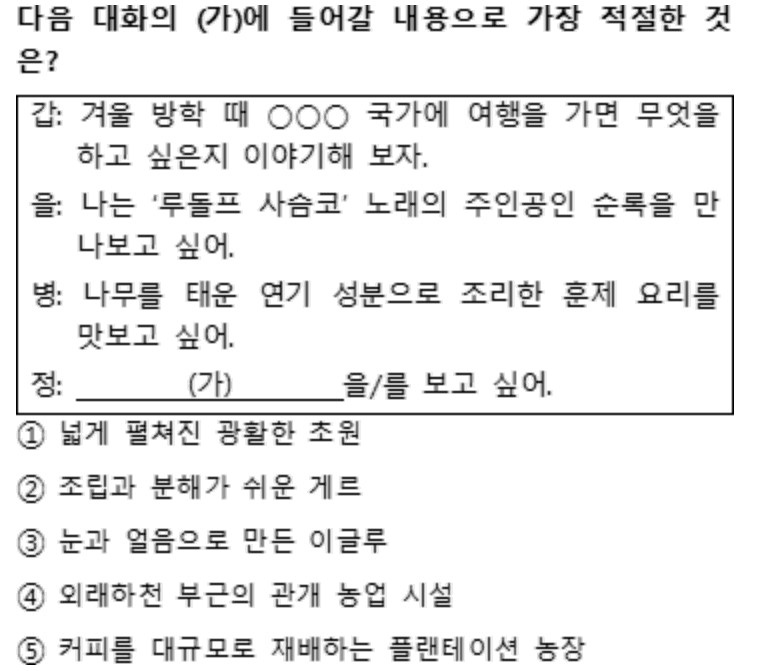 다음 대화의 (가)에 들어갈 내용으로 가장 적절한 것
은?
갑: 겨울 방학 때 ○○○ 국가에 여행을 가면 무엇을
하고 싶은지 이야기해 보자.
을: 나는 '루돌프 사슴코' 노래의 주인공인 순록을 만
나보고 싶어.
병: 나무를 태운 연기 성분으로 조리한 훈제 요리를
맛보고 싶어.
정: (가) 을/를 보고 싶어.
① 넓게 펼쳐진 광활한 초원
② 조립과 분해가 쉬운 게르
③ 눈과 얼음으로 만든 이글루
④ 외래하천 부근의 관개 농업 시설
⑤ 커피를 대규모로 재배하는 플랜테이션 농장